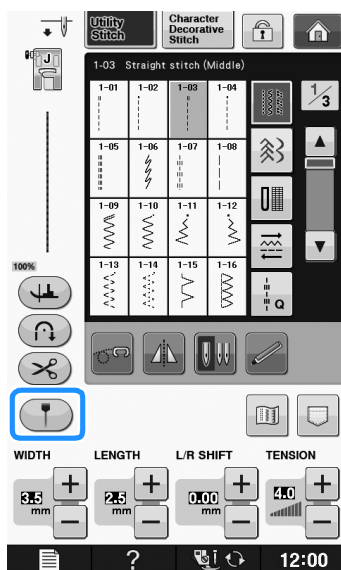 Utility Stitch
Character Decorative Stitch
J
1-03 Straight stitch (Middle)
1-01 1-02 1-03 1-04
1/3
1-05 1-06 1-07 1-08
1-09 1-10 1-11 1-12
1-13 1-14 1-15 1-16
100%
Q
WIDTH LENGTH L/R SHIFT TENSION
3.5 mm + −
2.5 mm + −
0.00 mm + −
4.0 + −
? 12:00